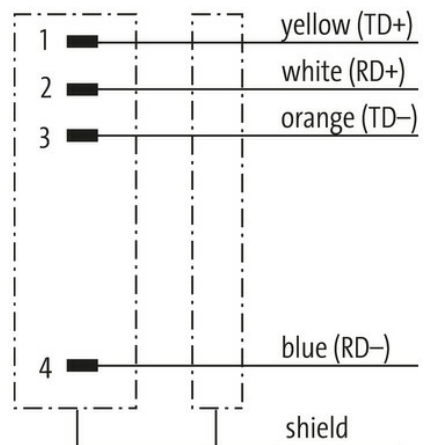 1 yellow (TD+)
2 white (RD+)
3 orange (TD–)
4 blue (RD–)
shield